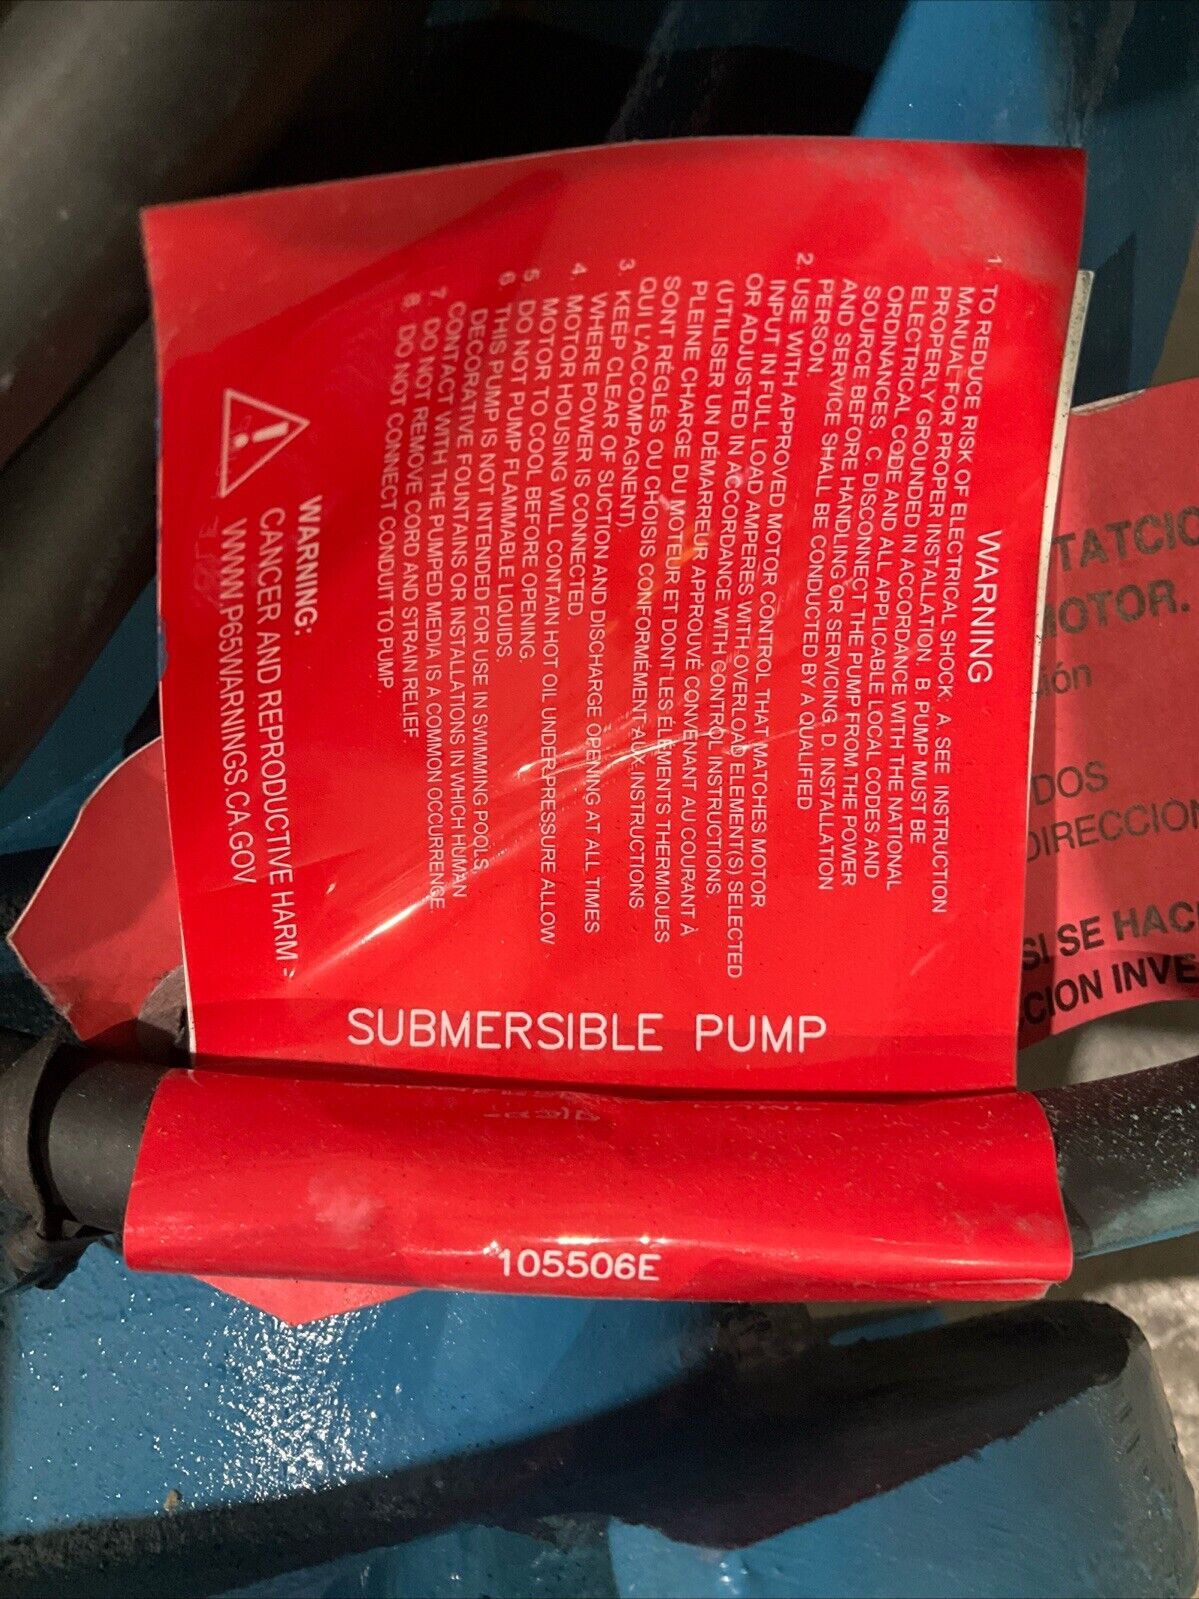 WARNING
1. TO REDUCE RISK OF ELECTRICAL SHOCK: A. SEE INSTRUCTION
MANUAL FOR PROPER INSTALLATION. B. PUMP MUST BE
PROPERLY GROUNDED IN ACCORDANCE WITH THE NATIONAL
ELECTRICAL CODE AND ALL APPLICABLE LOCAL CODES AND
ORDINANCES. C. DISCONNECT THE PUMP FROM THE POWER
SOURCE BEFORE HANDLING OR SERVICING. D. INSTALLATION
AND SERVICE SHALL BE CONDUCTED BY A QUALIFIED
PERSON.
2. USE WITH APPROVED MOTOR CONTROL THAT MATCHES MOTOR
INPUT IN FULL LOAD AMPERES WITH OVERLOAD ELEMENT(S) SELECTED
OR ADJUSTED IN ACCORDANCE WITH CONTROL INSTRUCTIONS.
(UTILISER UN DÉMARREUR APPROUVÉ CONVENANT AU COURANT À
PLEINE CHARGE DU MOTEUR ET DONT LES ÉLÉMENTS THERMIQUES
SONT RÉGLÉS OU CHOISIS CONFORMÉMENT AUX INSTRUCTIONS
QUI L'ACCOMPAGNENT).
3. KEEP CLEAR OF SUCTION AND DISCHARGE OPENING AT ALL TIMES
WHERE POWER IS CONNECTED.
4. MOTOR HOUSING WILL CONTAIN HOT OIL UNDER PRESSURE ALLOW
MOTOR TO COOL BEFORE OPENING.
5. DO NOT PUMP FLAMMABLE LIQUIDS.
6. THIS PUMP IS NOT INTENDED FOR USE IN SWIMMING POOLS,
DECORATIVE FOUNTAINS OR INSTALLATIONS IN WHICH HUMAN
CONTACT WITH THE PUMPED MEDIA IS A COMMON OCCURRENCE.
7. DO NOT REMOVE CORD AND STRAIN RELIEF.
8. DO NOT CONNECT CONDUIT TO PUMP.
WARNING:
CANCER AND REPRODUCTIVE HARM -
WWW.P65WARNINGS.CA.GOV
SUBMERSIBLE PUMP
105506E
TATCIO
MOTOR.
sión
DOS
DIRECCIÓN
SI SE HAC
CION INVE